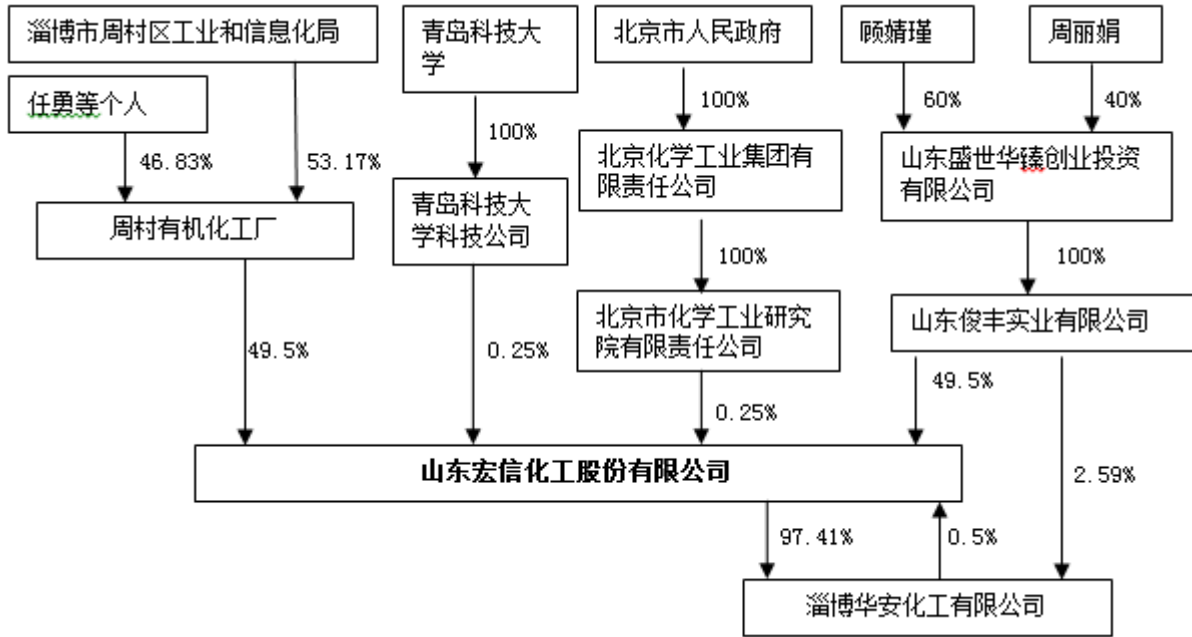 淄博市周村区工业和信息化局
青岛科技大
学
北京市人民政府
顾婧瑾
周丽娟
任勇等个人
100%
60%
40%
46.83%
53.17%
100%
北京化学工业集团有
限责任公司
山东盛世华臻创业投资
有限公司
周村有机化工厂
青岛科技大
学科技公司
100%
100%
北京市化学工业研究
院有限责任公司
山东俊丰实业有限公司
49.5%
0.25%
49.5%
0.25%
山东宏信化工股份有限公司
2.59%
97.41%
0.5%
淄博华安化工有限公司